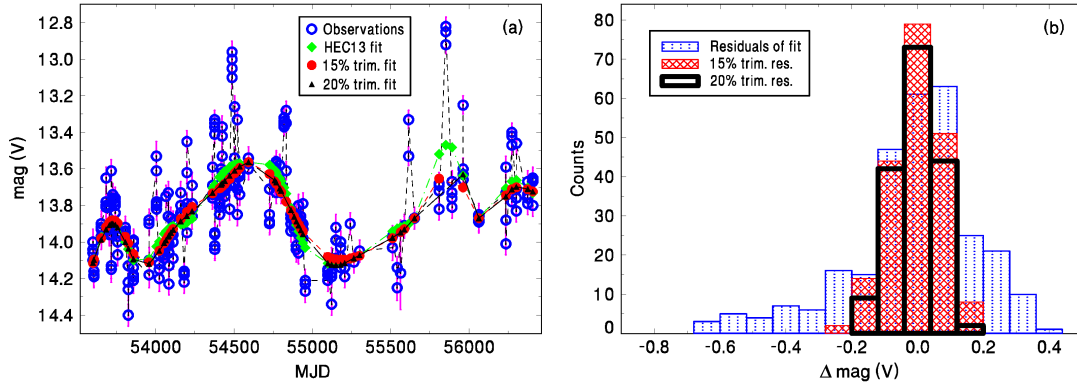 (a)
Observations
HEC13 fit
15% trim. fit
20% trim. fit
mag (V)
12.8
13.0
13.2
13.4
13.6
13.8
14.0
14.2
14.4
54000 54500 55000 55500 56000
MJD
(b)
Residuals of fit
15% trim. res.
20% trim. res.
Counts
80
70
60
50
40
30
20
10
0
-0.8 -0.6 -0.4 -0.2 0.0 0.2 0.4
Δ mag (V)